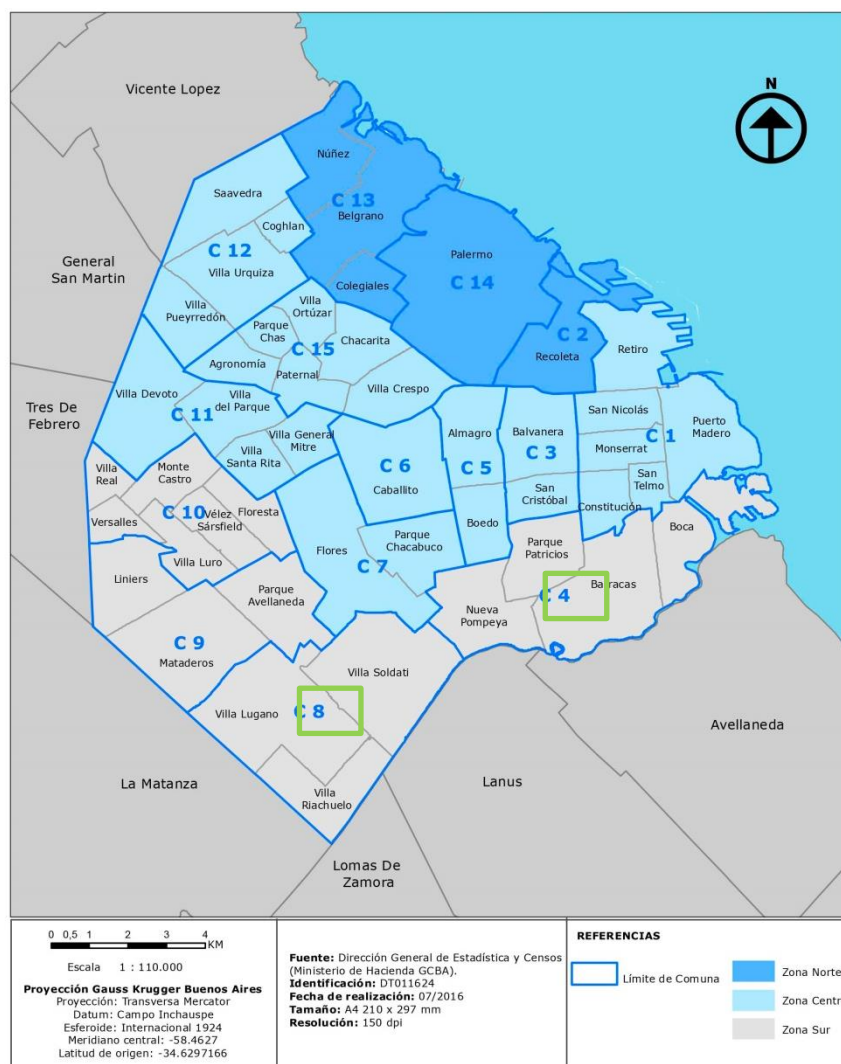 Vicente Lopez
N
Núñez
Saavedra
C 13
Belgrano
Coghlan
C 12
Palermo
General
San Martin
Villa Urquiza
C 14
Colegiales
Villa
Pueyrredón
Villa
Ortúzar
Parque
Chas
Chacarita
C 2
Retiro
C 15
Recoleta
Agronomía
Paternal
Villa Devoto
Villa Crespo
Tres De
Febrero
Villa
del Parque
C 11
San Nicolás
Puerto
Madero
Almagro
Balvanera
Villa General
Mitre
Monserrat
C 1
Villa
Santa Rita
C 6
C 5
C 3
Villa
Real
Monte
Castro
Caballito
San
Telmo
San
Cristóbal
Constitución
C 10
Vélez
Sársfield
Floresta
Versalles
Boedo
Boca
Parque
Chacabuco
Parque
Patricios
Flores
Villa Luro
C 7
Liniers
Parque
Avellaneda
Barracas
C 4
Nueva
Pompeya
C 9
Mataderos
Villa Soldati
Villa Lugano
C 8
Avellaneda
La Matanza
Lanus
Villa
Riachuelo
Lomas De
Zamora
0 0,5 1 2 3 4
KM
Escala 1 : 110.000
Proyección Gauss Krugger Buenos Aires
Proyección: Transversa Mercator
Datum: Campo Inchauspe
Esferoide: Internacional 1924
Meridiano central: -58.4627
Latitud de origen: -34.6297166
Fuente: Dirección General de Estadística y Censos
(Ministerio de Hacienda GCBA).
Identificación: DT011624
Fecha de realización: 07/2016
Tamaño: A4 210 x 297 mm
Resolución: 150 dpi
REFERENCIAS
Límite de Comuna
Zona Norte
Zona Centr
Zona Sur